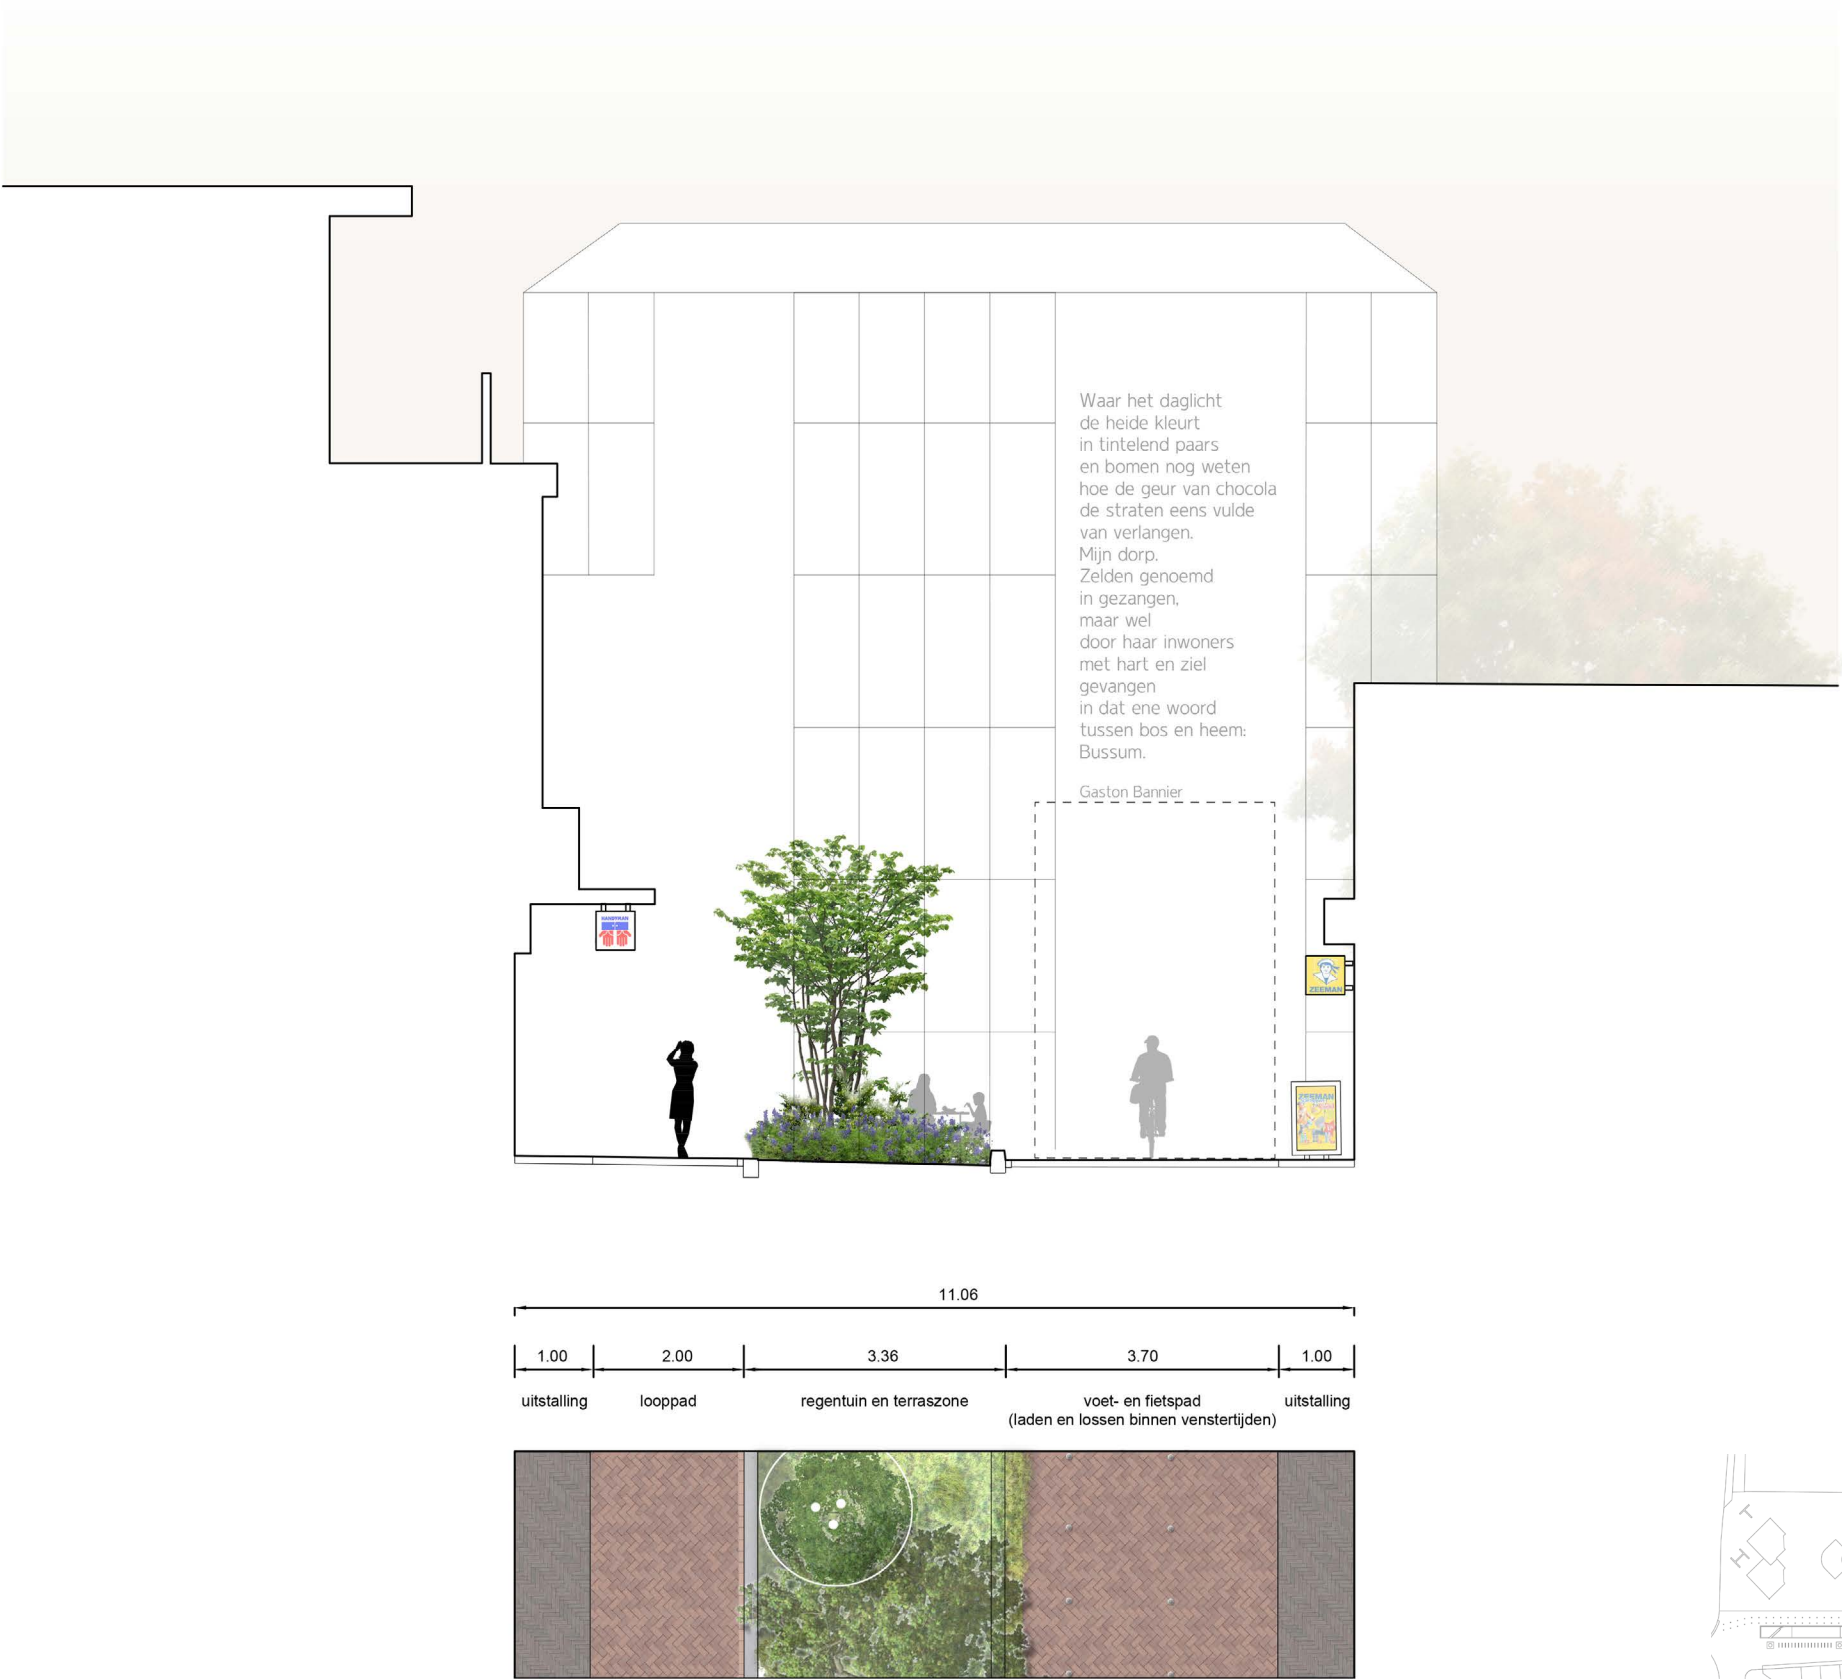 Waar het daglicht
de heide kleurt
in tintelend paars
en bomen nog weten
hoe de geur van chocola
de straten eens vulde
van verlangen.
Mijn dorp.
Zelden genoemd
in gezangen,
maar wel
door haar inwoners
met hart en ziel
gevangen
in dat ene woord
tussen bos en heem:
Bussum.
Gaston Bannier
HANDYMAN
ZEEMAN
ZEEMAN
11.06
1.00 2.00 3.36 3.70 1.00
uitstalling looppad regentuin en terraszone voet- en fietspad uitstalling
(laden en lossen binnen venstertijden)
T
H